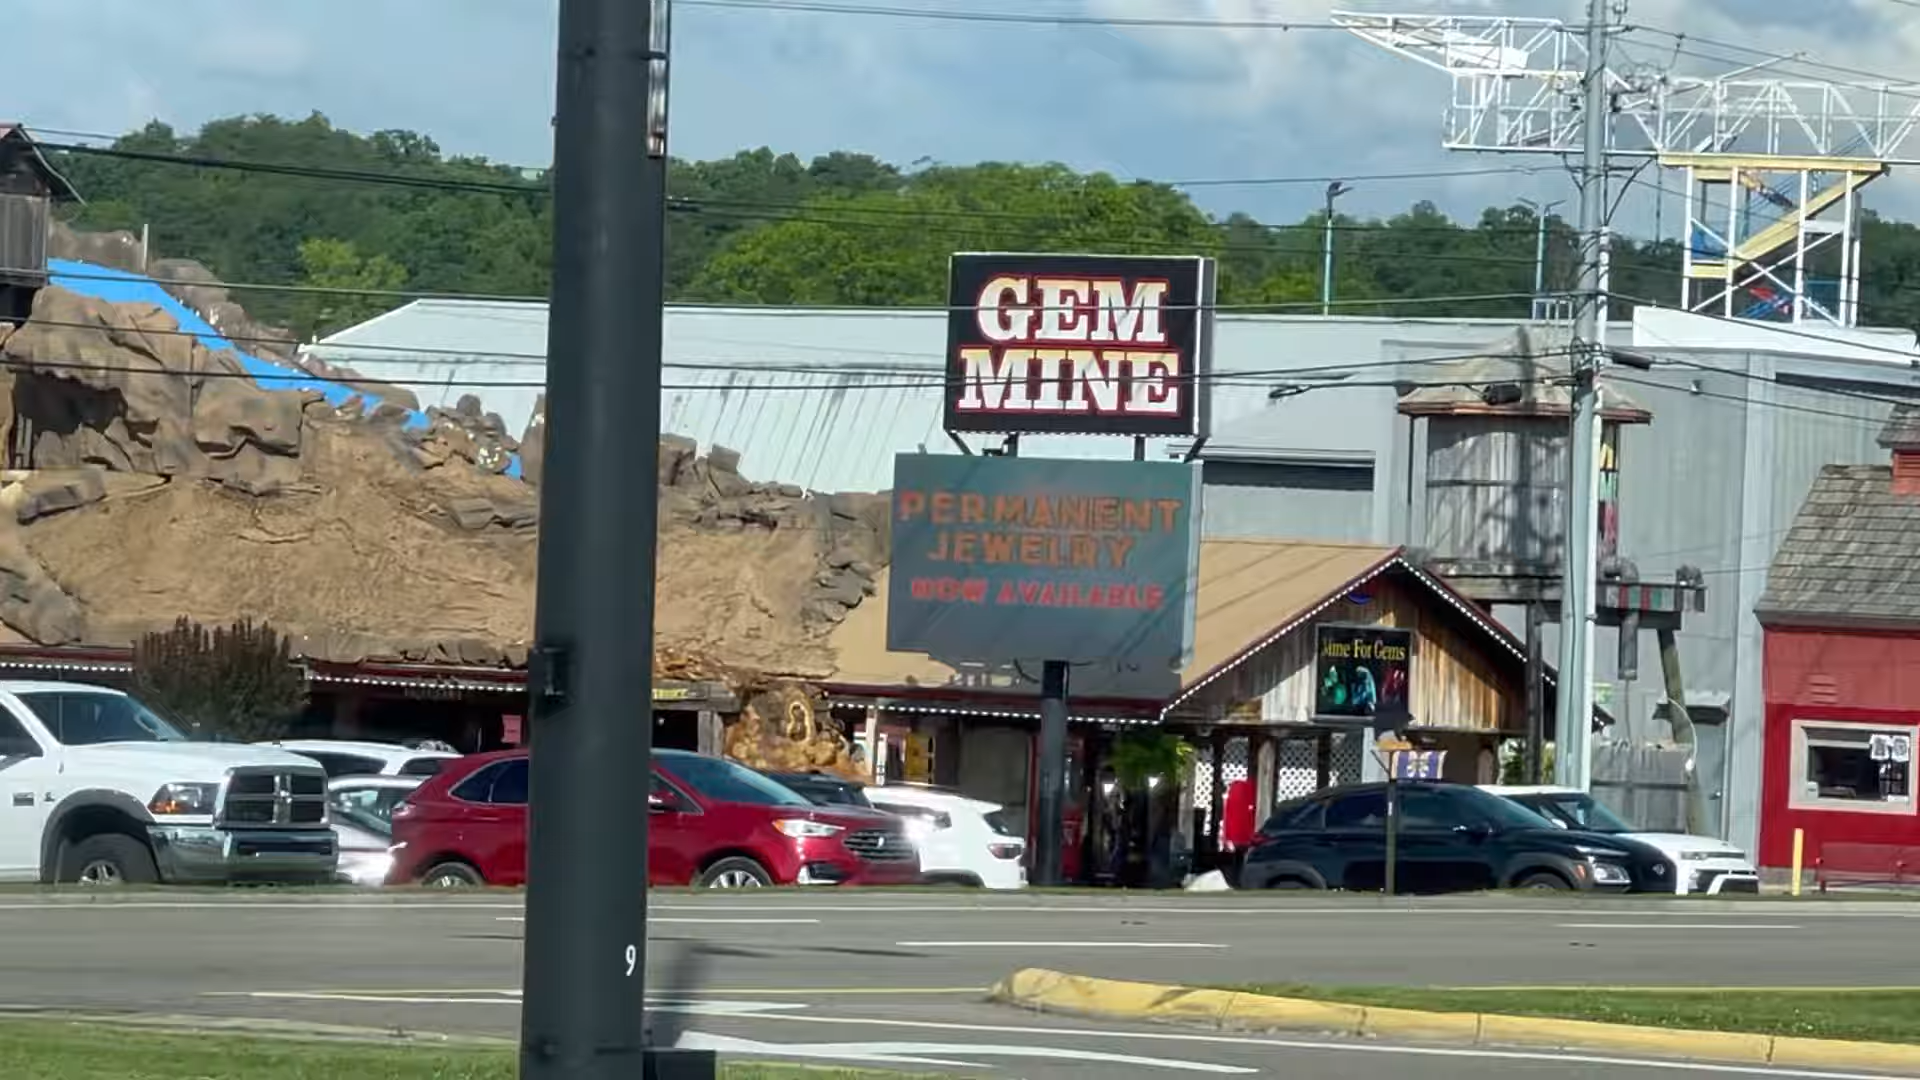 GEM
MINE
PERMANENT
JEWELRY
NOW AVAILABLE
Mine For Gems
9